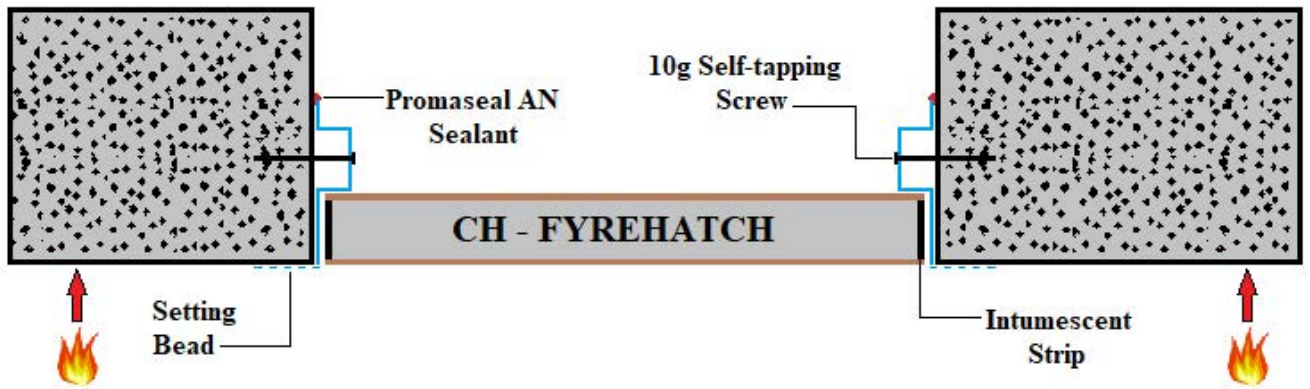 10g Self-tapping
Screw
Promaseal AN
Sealant
CH - FYREHATCH
Setting
Bead
Intumescent
Strip